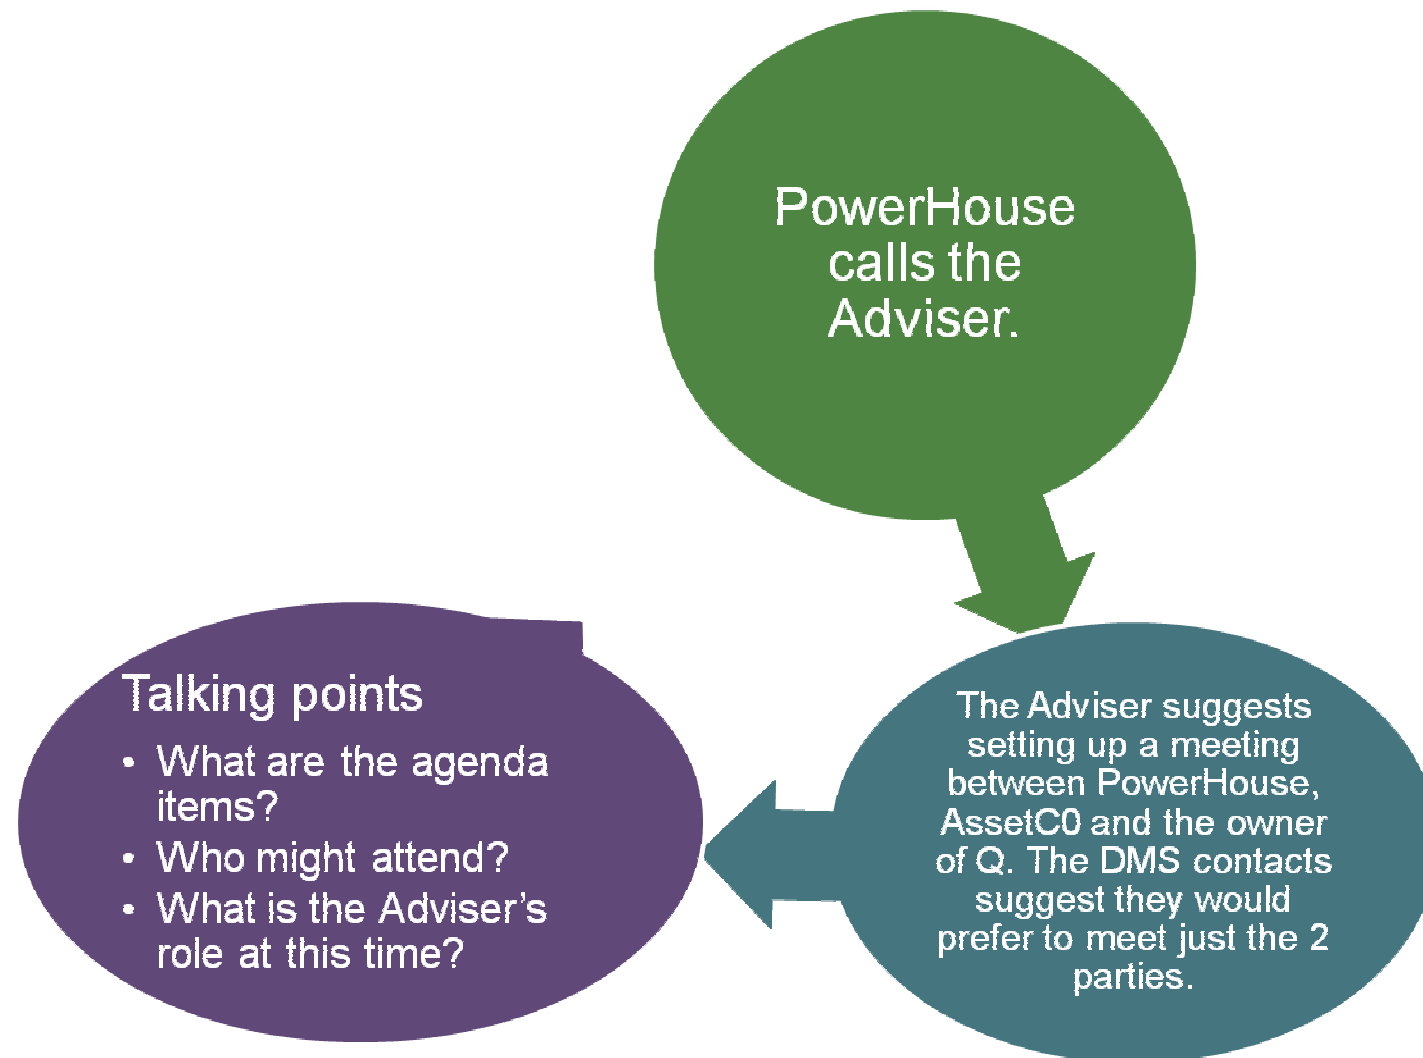 PowerHouse
calls the
Adviser.
The Adviser suggests
setting up a meeting
between PowerHouse,
AssetC0 and the owner
of Q. The DMS contacts
suggest they would
prefer to meet just the 2
parties.
Talking points
• What are the agenda
items?
• Who might attend?
• What is the Adviser's
role at this time?